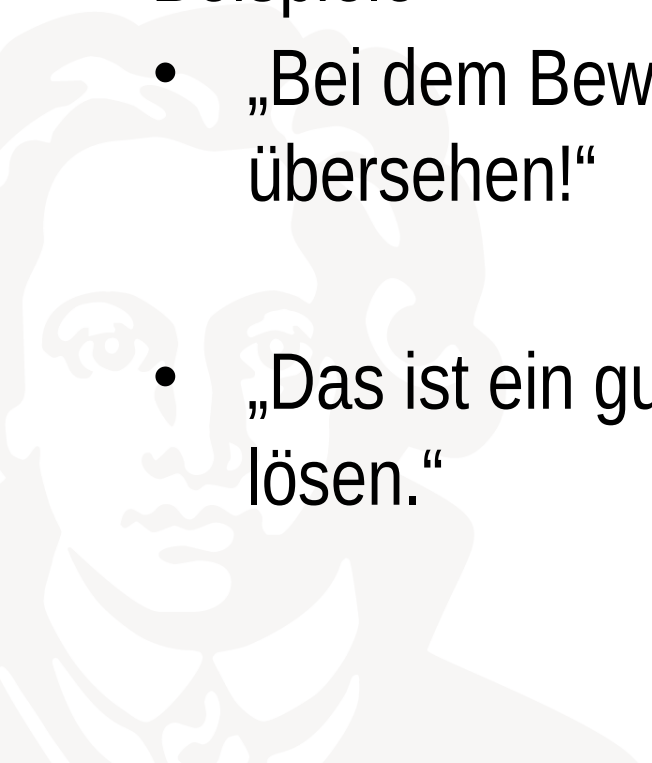 • „Bei dem Bew
übersehen!“
• „Das ist ein gu
lösen.“